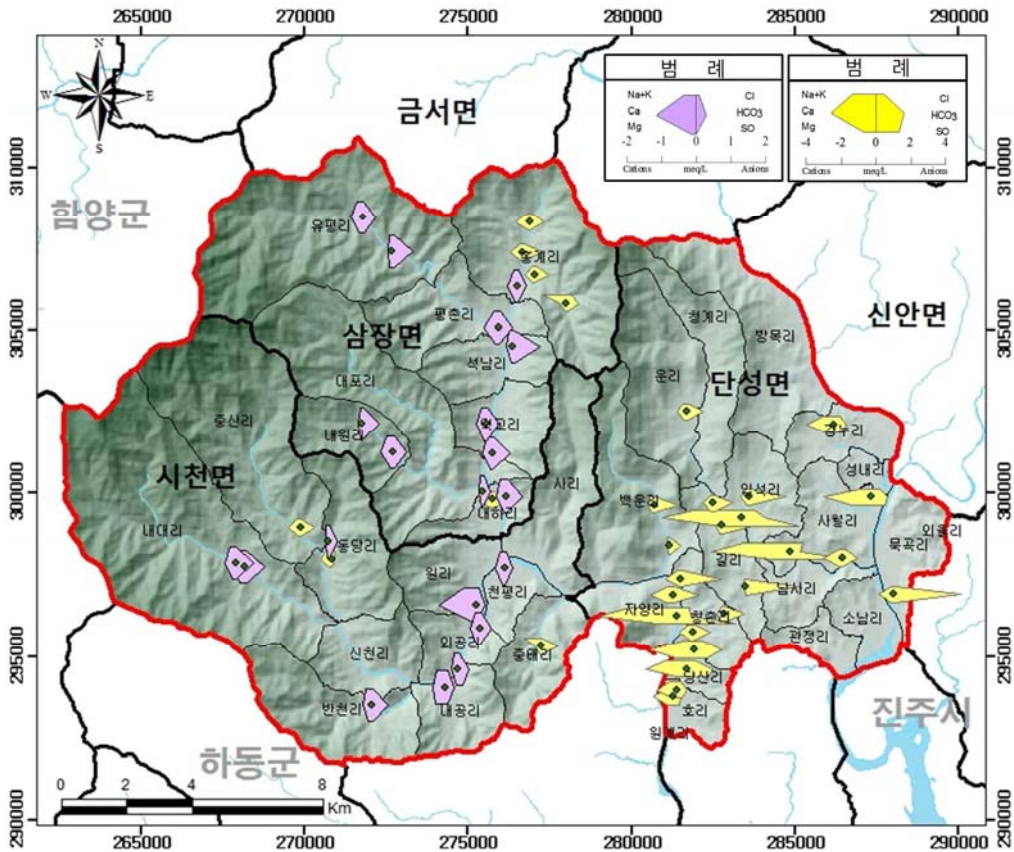 265000 270000 275000 280000 285000 290000
N
W E
S
범 례
Na+K Cl
Ca HCO3
Mg SO
-2 -1 0 1 2
Cations meq/L Anions
범 례
Na+K Cl
Ca HCO3
Mg SO
-4 -2 0 2 4
Cations meq/L Anions
310000 310000
305000 305000
300000 300000
295000 295000
290000 290000
금서면
함양군
유평리
신안면
평촌리
삼장면
석남리
대포리
청계리
방목리
운리
단성면
중산리
내원리
시천면
대하리
사리
백운리
성내리
사월리
입석리
묵곡리
내대리
동당리
길리
남사리
원리
천평리
자양리
소남리
관정리
외공리
중태리
신천리
반천리
내공리
호리
하동군
진주시
0 2 4 8
Km
265000 270000 275000 280000 285000 290000